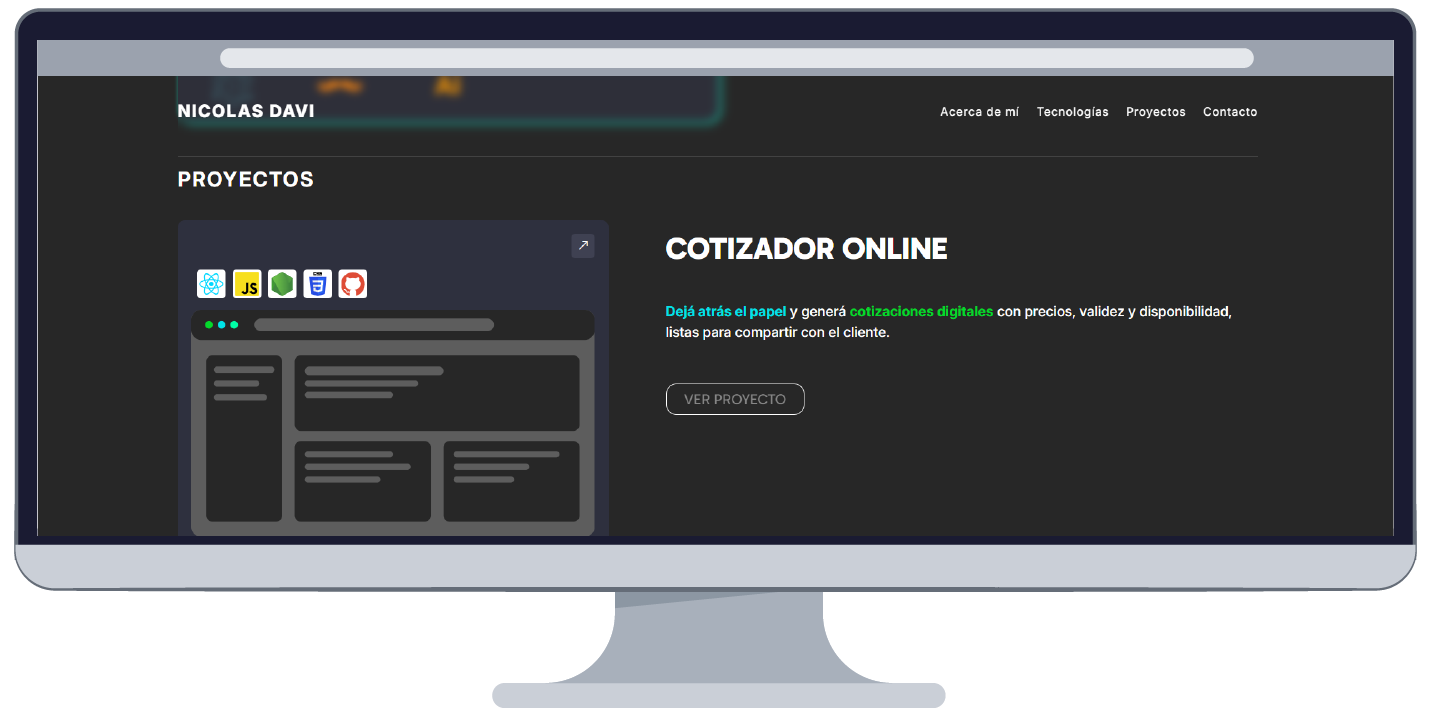 NICOLAS DAVI
Acerca de mí Tecnologías Proyectos Contacto
PROYECTOS
JS
COTIZADOR ONLINE
Dejá atrás el papel y generá cotizaciones digitales con precios, validez y disponibilidad,
listas para compartir con el cliente.
VER PROYECTO